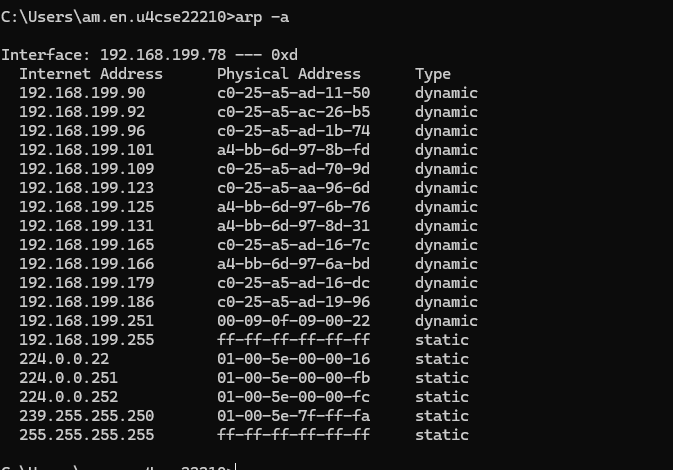 C:\Users\am.en.u4cse22210>arp -a
Interface: 192.168.199.78 --- 0xd
Internet Address Physical Address Type
192.168.199.90 c0-25-a5-ad-11-50 dynamic
192.168.199.92 c0-25-a5-ac-26-b5 dynamic
192.168.199.96 c0-25-a5-ad-1b-74 dynamic
192.168.199.101 a4-bb-6d-97-8b-fd dynamic
192.168.199.109 c0-25-a5-ad-70-9d dynamic
192.168.199.123 c0-25-a5-aa-96-6d dynamic
192.168.199.125 a4-bb-6d-97-6b-76 dynamic
192.168.199.131 a4-bb-6d-97-8d-31 dynamic
192.168.199.165 c0-25-a5-ad-16-7c dynamic
192.168.199.166 a4-bb-6d-97-6a-bd dynamic
192.168.199.179 c0-25-a5-ad-16-dc dynamic
192.168.199.186 c0-25-a5-ad-19-96 dynamic
192.168.199.251 00-09-0f-09-00-22 dynamic
192.168.199.255 ff-ff-ff-ff-ff-ff static
224.0.0.22 01-00-5e-00-00-16 static
224.0.0.251 01-00-5e-00-00-fb static
224.0.0.252 01-00-5e-00-00-fc static
239.255.255.250 01-00-5e-7f-ff-fa static
255.255.255.255 ff-ff-ff-ff-ff-ff static